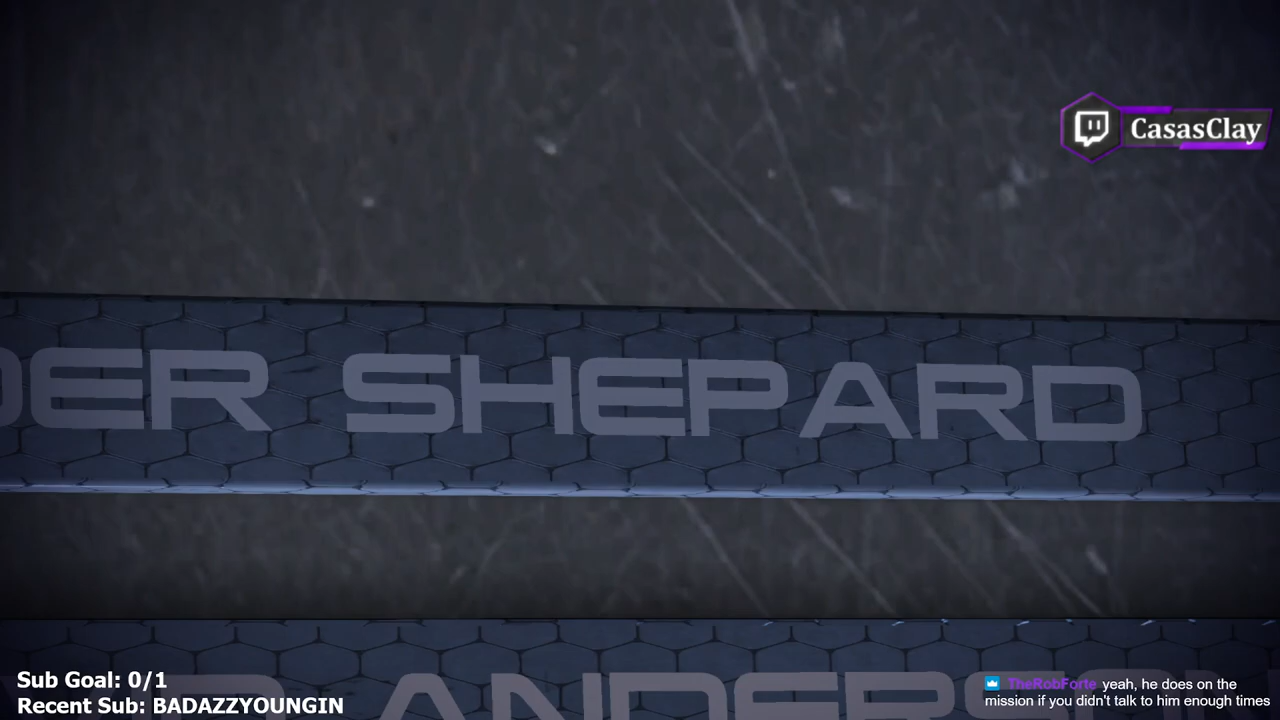 CasasClay
DER SHEPARD
ANDERS
Sub Goal: 0/1
Recent Sub: BADAZZYOUNGIN
TheRobForte yeah, he does on the
mission if you didn't talk to him enough times